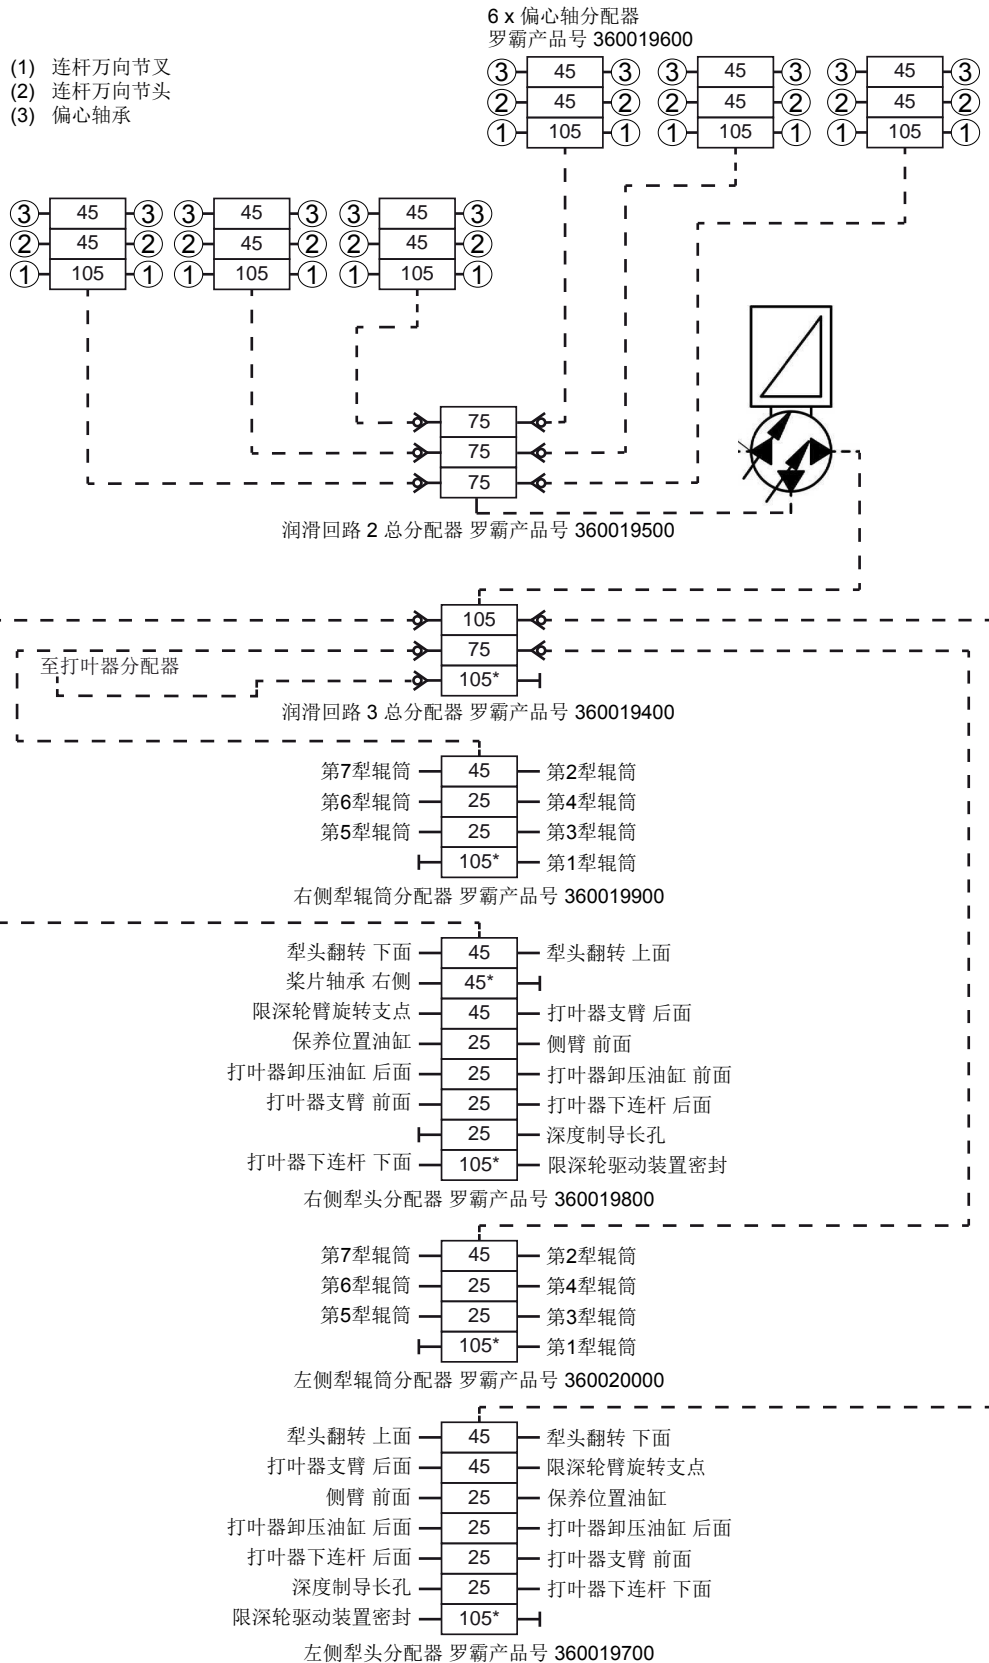 6 x 偏心轴分配器
罗霸产品号 360019600
(1) 连杆万向节叉
(2) 连杆万向节头
(3) 偏心轴承
③ 45 ③ ③ 45 ③ ③ 45 ③
② 45 ② ② 45 ② ② 45 ②
① 105 ① ① 105 ① ① 105 ①
③ 45 ③ ③ 45 ③ ③ 45 ③
② 45 ② ② 45 ② ② 45 ②
① 105 ① ① 105 ① ① 105 ①
75
75
75
润滑回路 2 总分配器 罗霸产品号 360019500
105
75
至打叶器分配器
105*
润滑回路 3 总分配器 罗霸产品号 360019400
第7犁辊筒 45 第2犁辊筒
第6犁辊筒 25 第4犁辊筒
第5犁辊筒 25 第3犁辊筒
105* 第1犁辊筒
右侧犁辊筒分配器 罗霸产品号 360019900
犁头翻转 下面 45 犁头翻转 上面
桨片轴承 右侧 45*
限深轮臂旋转支点 45 打叶器支臂 后面
保养位置油缸 25 侧臂 前面
打叶器卸压油缸 后面 25 打叶器卸压油缸 前面
打叶器支臂 前面 25 打叶器下连杆 后面
25 深度制导长孔
打叶器下连杆 下面 105* 限深轮驱动装置密封
右侧犁头分配器 罗霸产品号 360019800
第7犁辊筒 45 第2犁辊筒
第6犁辊筒 25 第4犁辊筒
第5犁辊筒 25 第3犁辊筒
105* 第1犁辊筒
左侧犁辊筒分配器 罗霸产品号 360020000
犁头翻转 上面 45 犁头翻转 下面
打叶器支臂 后面 45 限深轮臂旋转支点
侧臂 前面 25 保养位置油缸
打叶器卸压油缸 后面 25 打叶器卸压油缸 后面
打叶器下连杆 后面 25 打叶器支臂 前面
深度制导长孔 25 打叶器下连杆 下面
限深轮驱动装置密封 105*
左侧犁头分配器 罗霸产品号 360019700